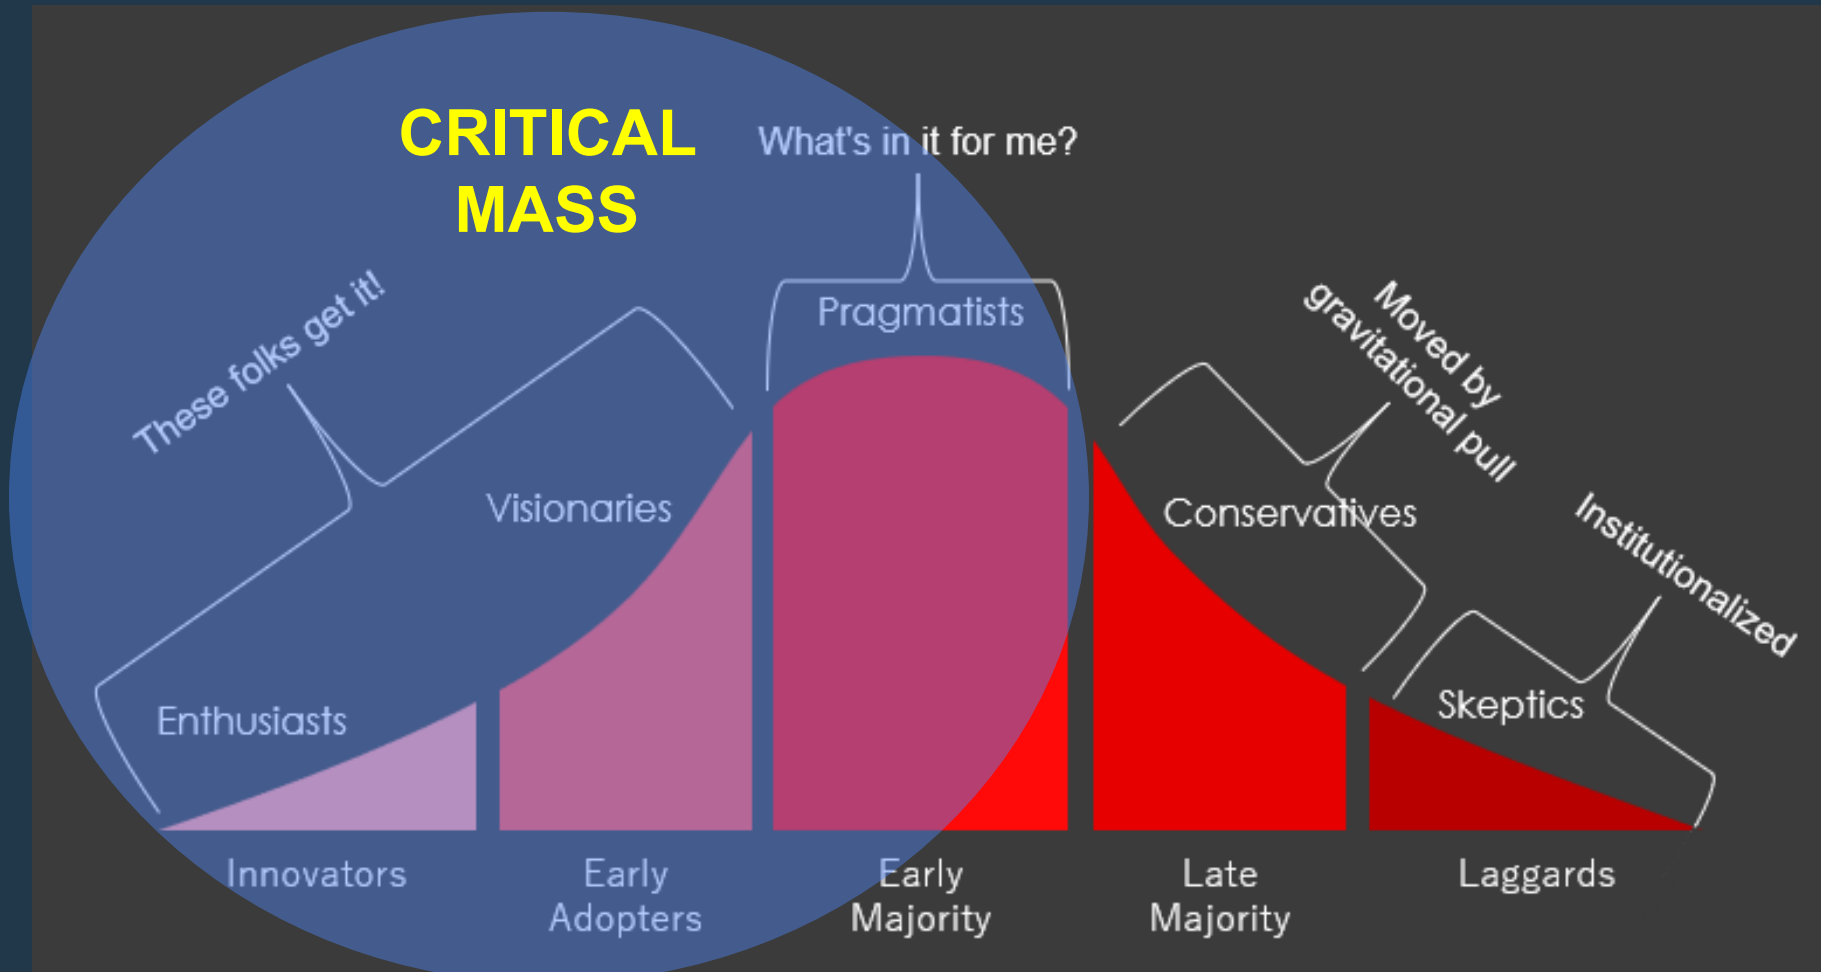 CRITICAL
MASS
What's in it for me?
These folks get it!
Pragmatists
Moved by
gravitational pull
Visionaries
Conservatives
Institutionalized
Enthusiasts
Skeptics
Innovators
Early
Adopters
Early
Majority
Late
Majority
Laggards